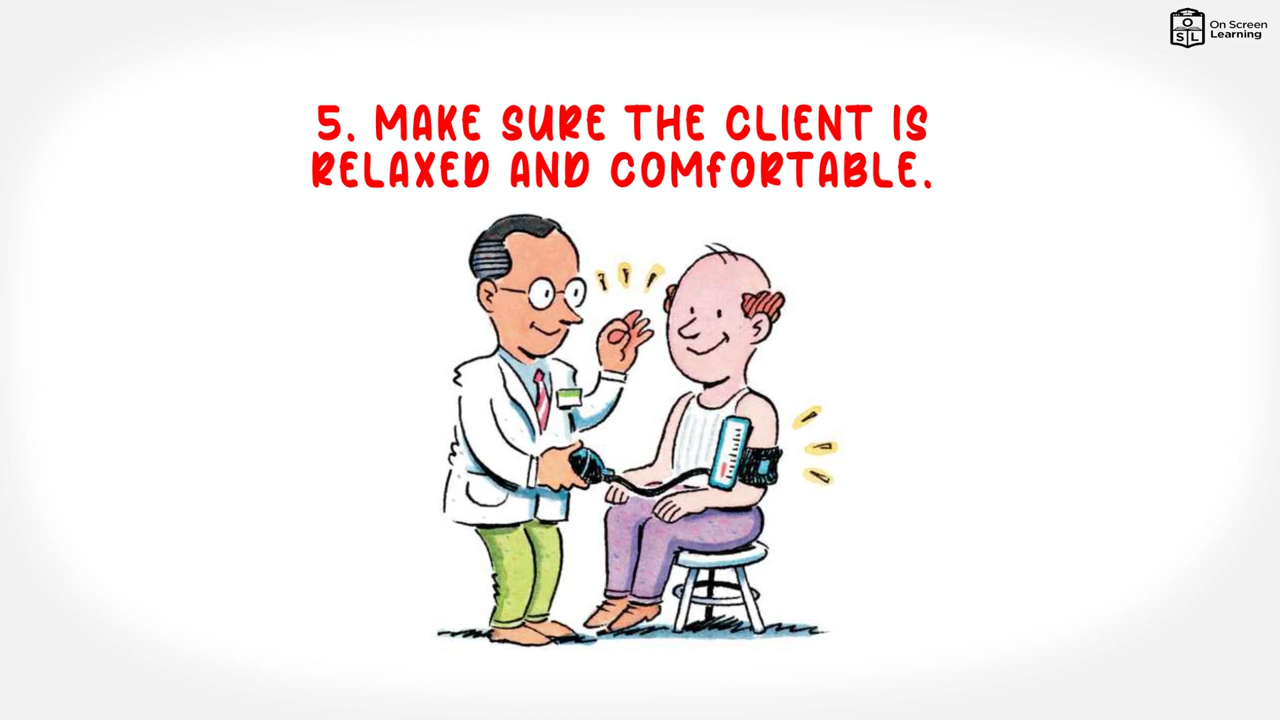 O
S L
On Screen
Learning
5. MAKE SURE THE CLIENT IS
RELAXED AND COMFORTABLE.